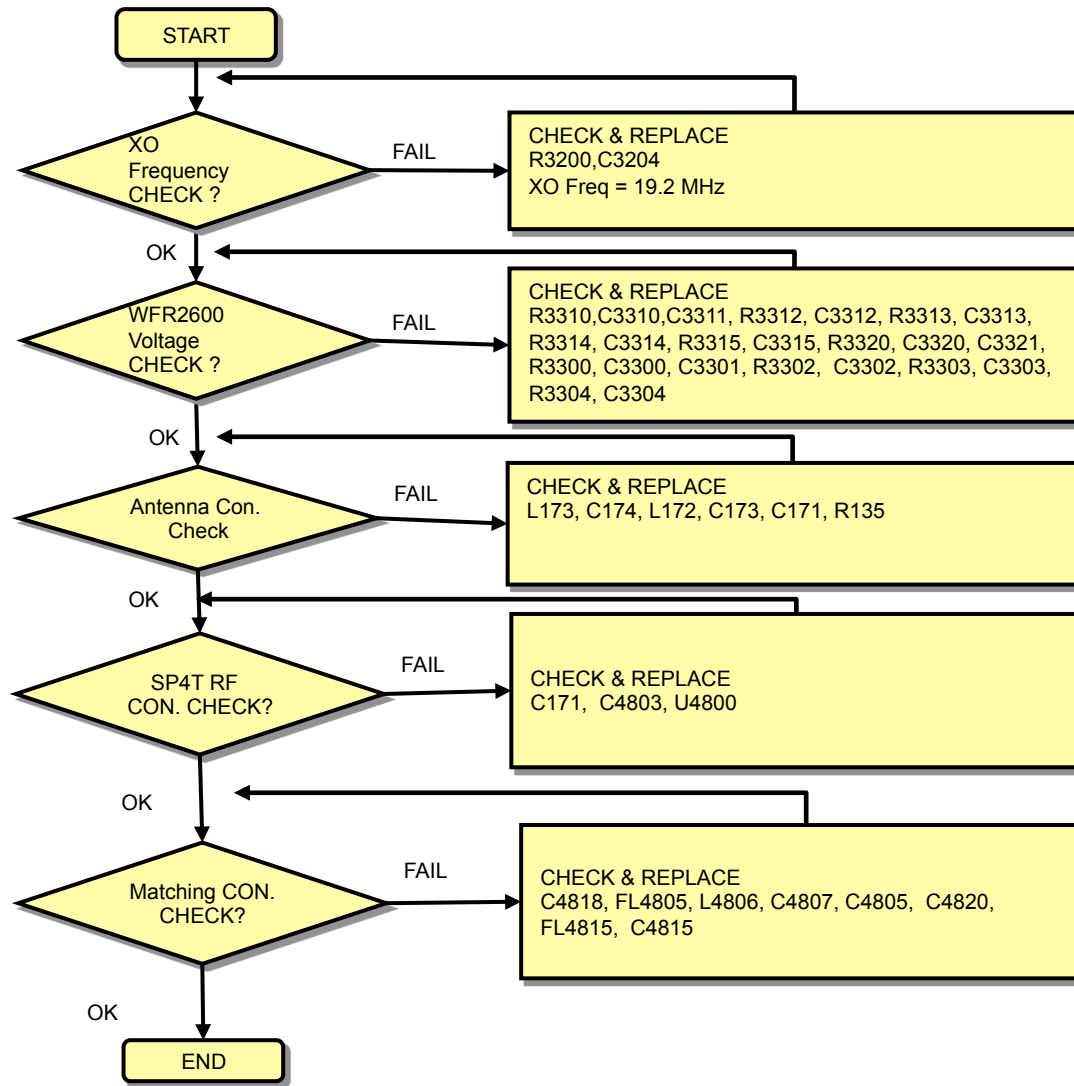 START
XO
Frequency
CHECK ?
FAIL
CHECK & REPLACE
R3200,C3204
XO Freq = 19.2 MHz
OK
WFR2600
Voltage
CHECK ?
FAIL
CHECK & REPLACE
R3310,C3310,C3311, R3312, C3312, R3313, C3313,
R3314, C3314, R3315, C3315, R3320, C3320, C3321,
R3300, C3300, C3301, R3302, C3302, R3303, C3303,
R3304, C3304
OK
Antenna Con.
Check
FAIL
CHECK & REPLACE
L173, C174, L172, C173, C171, R135
OK
SP4T RF
CON. CHECK?
FAIL
CHECK & REPLACE
C171, C4803, U4800
OK
Matching CON.
CHECK?
FAIL
CHECK & REPLACE
C4818, FL4805, L4806, C4807, C4805, C4820,
FL4815, C4815
OK
END